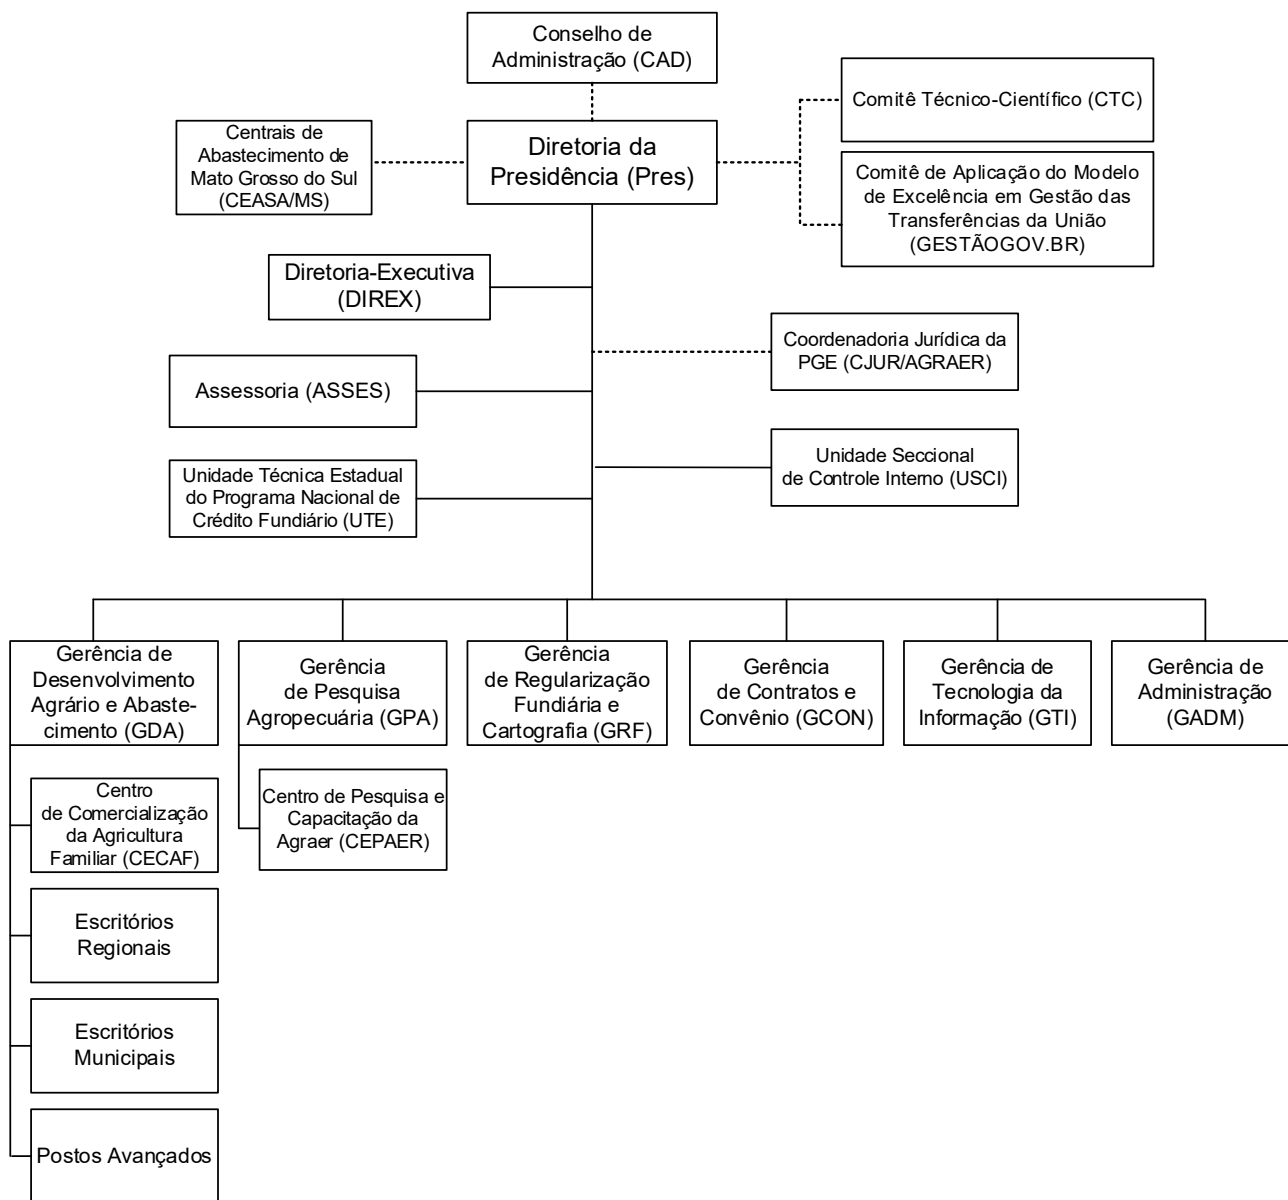 Conselho de
Administração (CAD)
Comitê Técnico-Científico (CTC)
Centrais de
Abastecimento de
Mato Grosso do Sul
(CEASA/MS)
Diretoria da
Presidência (Pres)
Comitê de Aplicação do Modelo
de Excelência em Gestão das
Transferências da União
(GESTÃOGOV.BR)
Diretoria-Executiva
(DIREX)
Coordenadoria Jurídica da
PGE (CJUR/AGRAER)
Assessoria (ASSES)
Unidade Seccional
de Controle Interno (USCI)
Unidade Técnica Estadual
do Programa Nacional de
Crédito Fundiário (UTE)
Gerência de
Desenvolvimento
Agrário e Abaste-
cimento (GDA)
Gerência
de Pesquisa
Agropecuária (GPA)
Gerência
de Regularização
Fundiária e
Cartografia (GRF)
Gerência
de Contratos e
Convênio (GCON)
Gerência de
Tecnologia da
Informação (GTI)
Gerência de
Administração
(GADM)
Centro
de Comercialização
da Agricultura
Familiar (CECAF)
Centro de Pesquisa e
Capacitação da
Agraer (CEPAER)
Escritórios
Regionais
Escritórios
Municipais
Postos Avançados